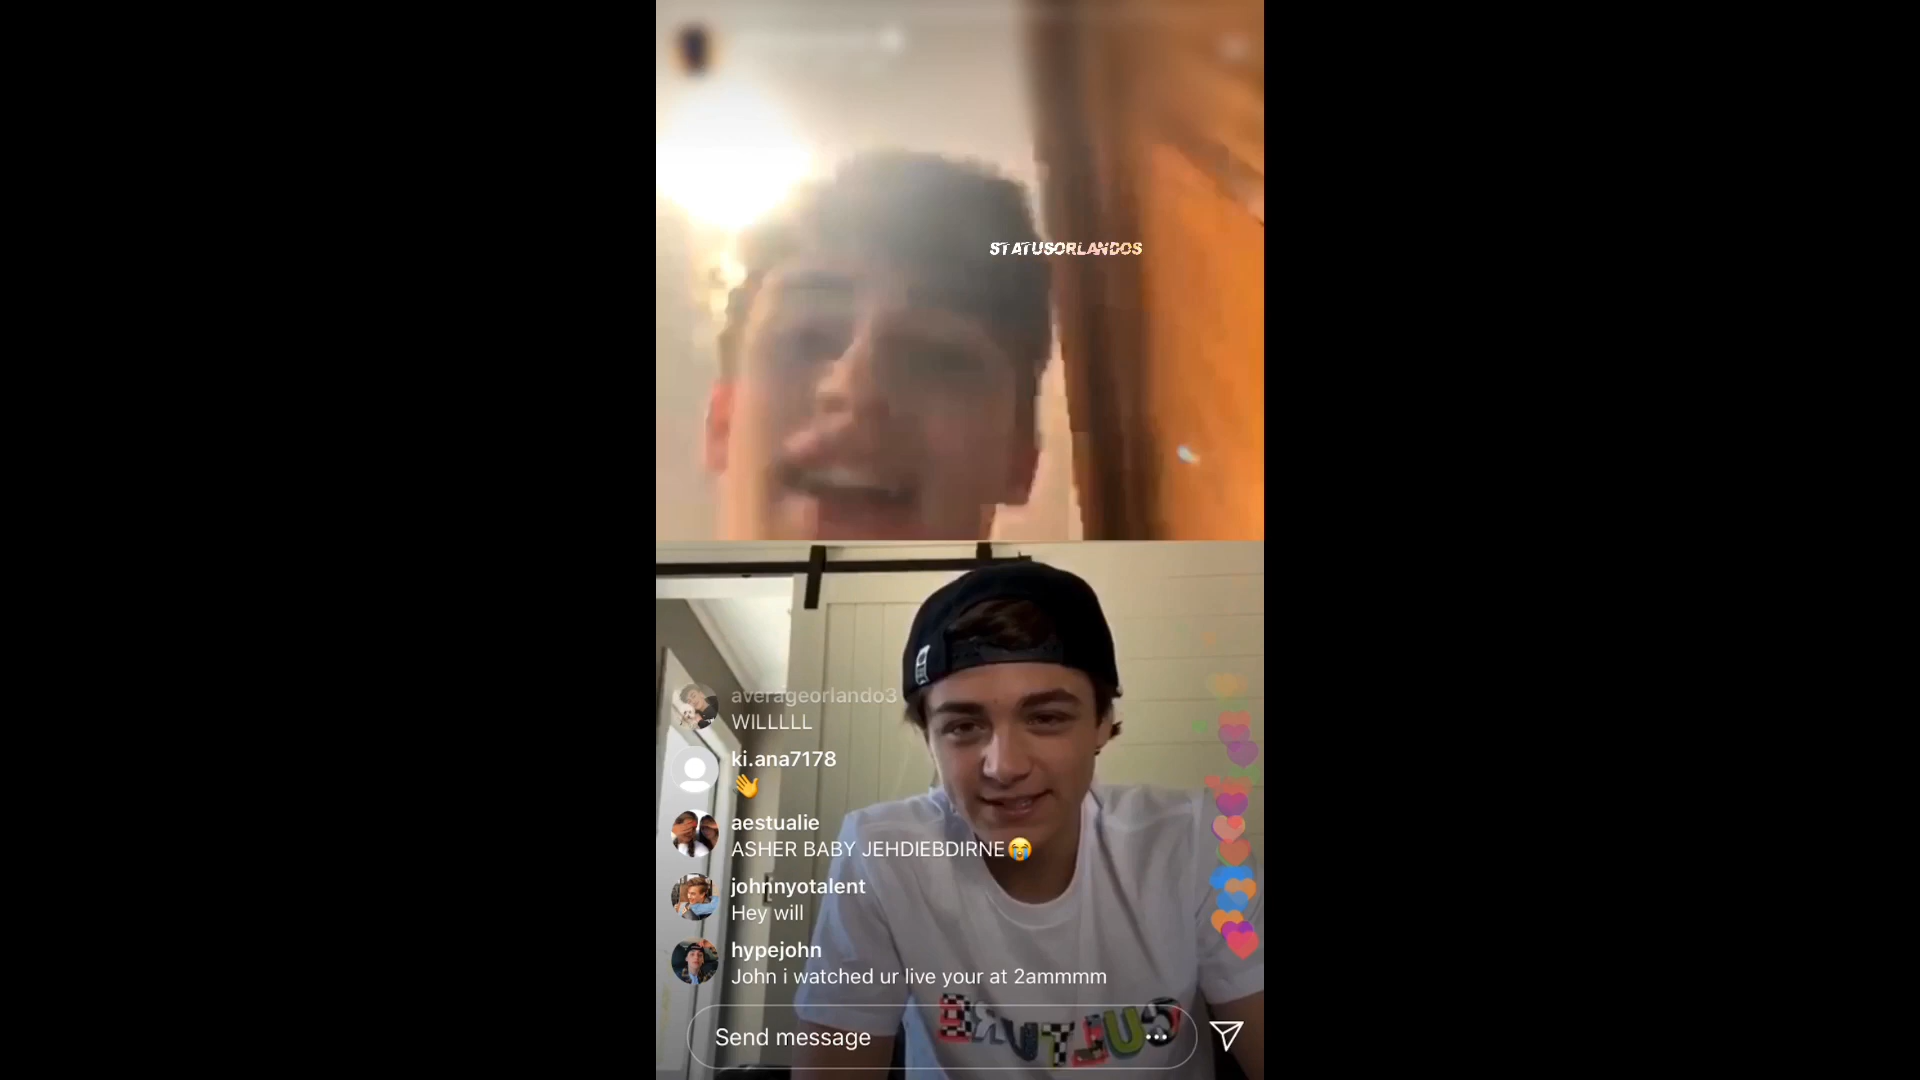 STATUSORLANDOS
averageorlando3
WILLLLL
ki.ana7178
👋
aestualie
ASHER BABY JEHDIEBDIRNE😭
johnnyotalent
Hey will
hypejohn
John i watched ur live your at 2ammmm
CULTURE
Send message